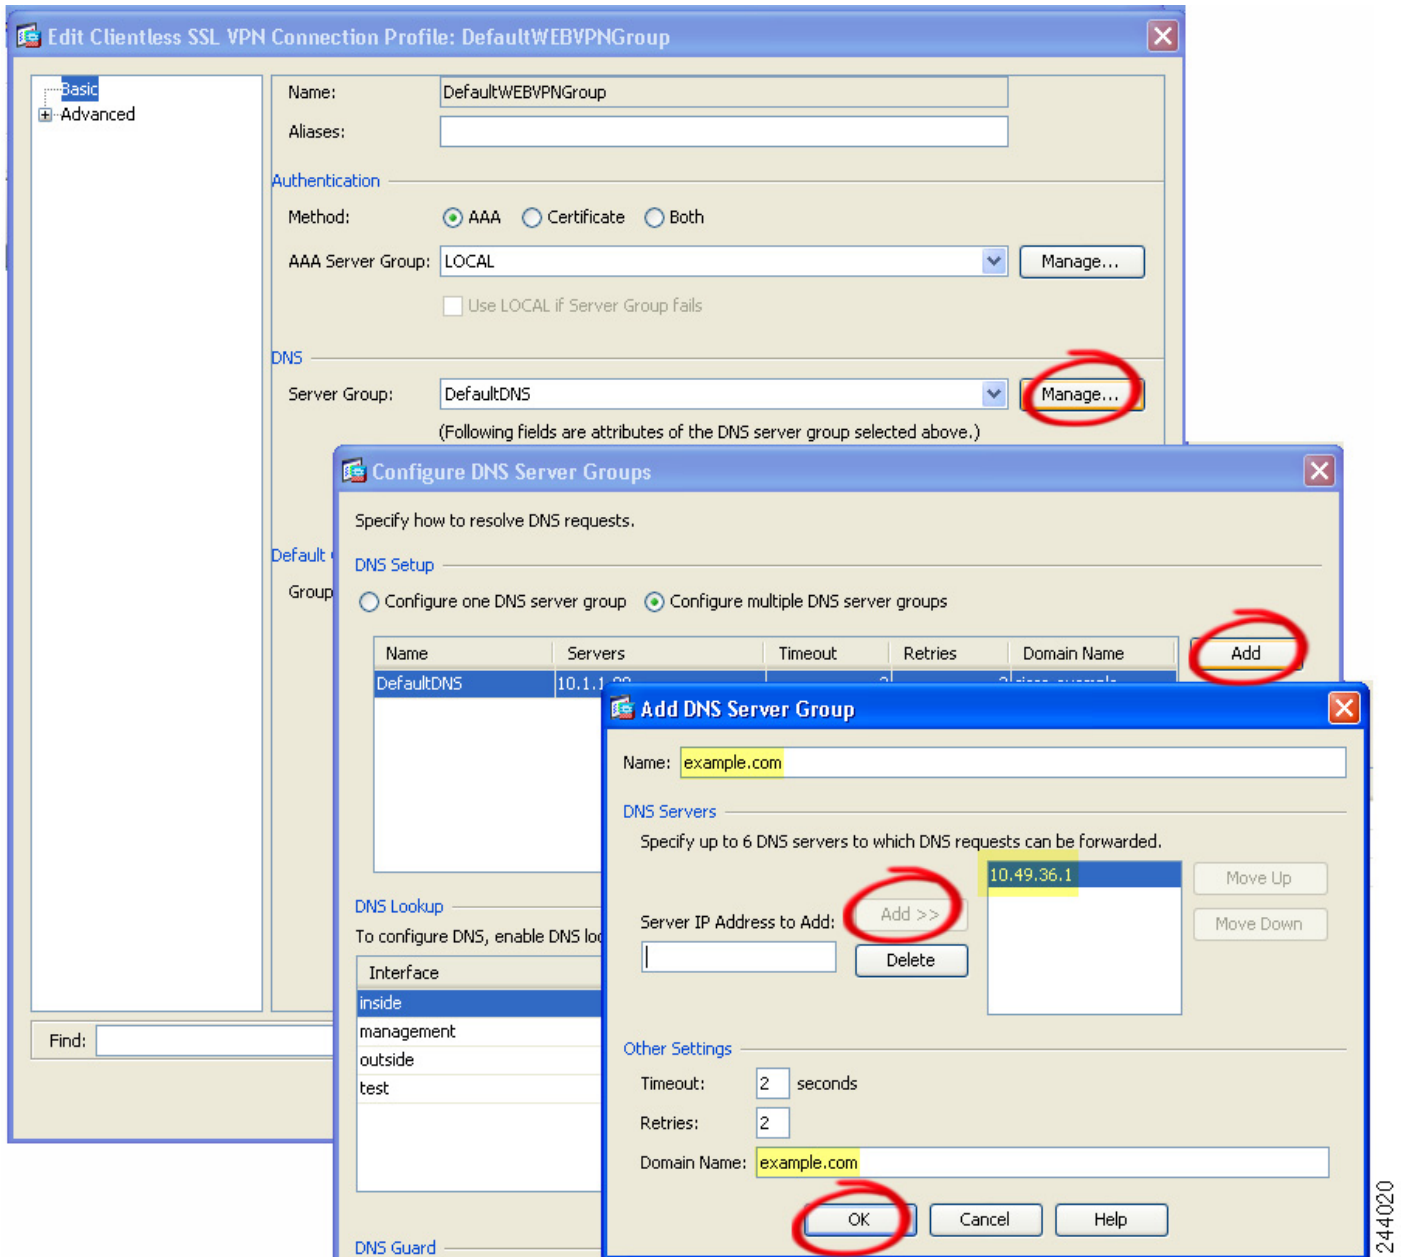 Edit Clientless SSL VPN Connection Profile: DefaultWEBVPNGroup
Basic
Advanced
Name: DefaultWEBVPNGroup
Aliases:
Authentication
Method: AAA Certificate Both
AAA Server Group: LOCAL Manage...
Use LOCAL if Server Group fails
DNS
Server Group: DefaultDNS Manage...
(Following fields are attributes of the DNS server group selected above.)
Default
Group
Find:
Configure DNS Server Groups
Specify how to resolve DNS requests.
DNS Setup
Configure one DNS server group Configure multiple DNS server groups
Name Servers Timeout Retries Domain Name Add
DefaultDNS
DNS Lookup
To configure DNS, enable DNS
Interface
inside
management
outside
test
DNS Guard
Add DNS Server Group
Name: example.com
DNS Servers
Specify up to 6 DNS servers to which DNS requests can be forwarded.
10.49.36.1 Move Up
Server IP Address to Add: Add >> Move Down
Delete
Other Settings
Timeout: 2 seconds
Retries: 2
Domain Name: example.com
OK Cancel Help
244020